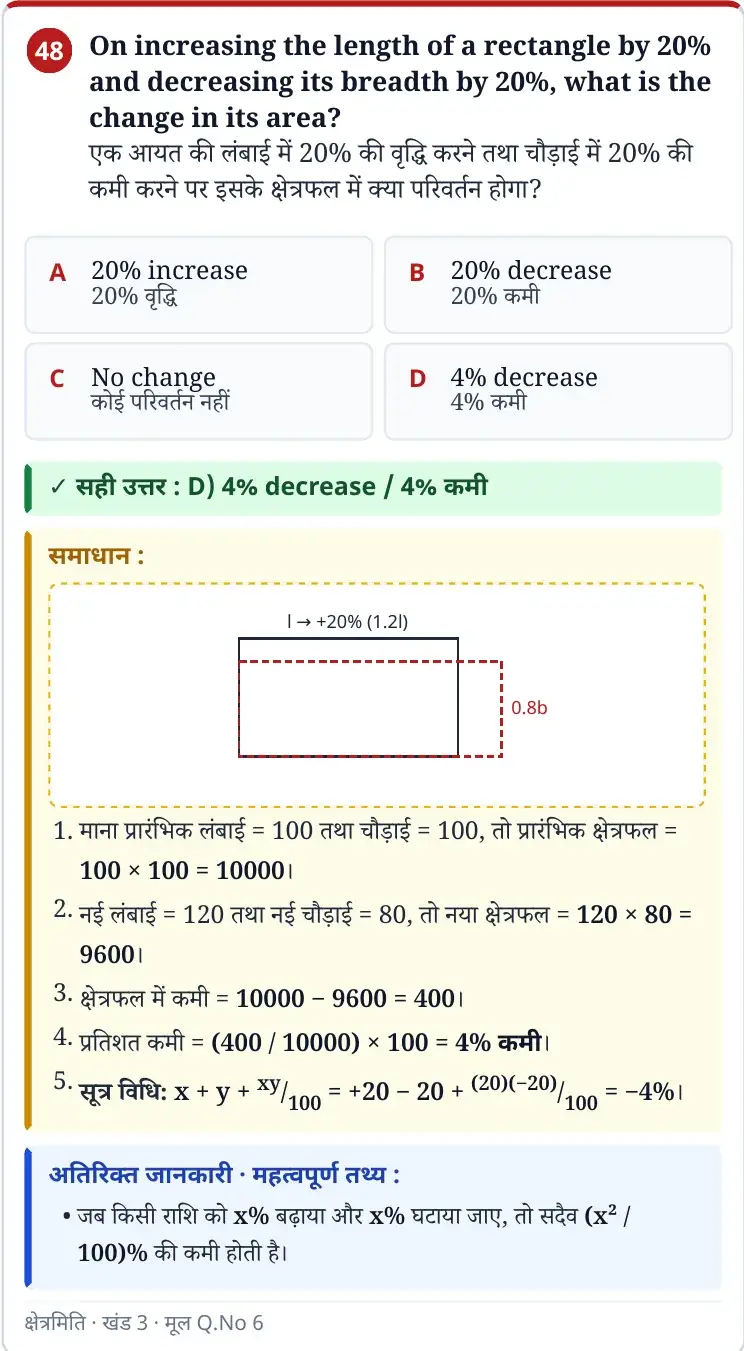 48
On increasing the length of a rectangle by 20%
and decreasing its breadth by 20%, what is the
change in its area?
एक आयत की लंबाई में 20% की वृद्धि करने तथा चौड़ाई में 20% की
कमी करने पर इसके क्षेत्रफल में क्या परिवर्तन होगा?
A 20% increase
20% वृद्धि
B 20% decrease
20% कमी
C No change
कोई परिवर्तन नहीं
D 4% decrease
4% कमी
✓ सही उत्तर : D) 4% decrease / 4% कमी
समाधान :
l → +20% (1.2l)
0.8b
1. माना प्रारंभिक लंबाई = 100 तथा चौड़ाई = 100, तो प्रारंभिक क्षेत्रफल =
100 × 100 = 10000।
2. नई लंबाई = 120 तथा नई चौड़ाई = 80, तो नया क्षेत्रफल = 120 × 80 =
9600।
3. क्षेत्रफल में कमी = 10000 − 9600 = 400।
4. प्रतिशत कमी = (400 / 10000) × 100 = 4% कमी।
5. सूत्र विधि: x + y + xy/100 = +20 − 20 + (20)(−20)/100 = −4%।
अतिरिक्त जानकारी · महत्वपूर्ण तथ्य :
• जब किसी राशि को x% बढ़ाया और x% घटाया जाए, तो सदैव (x² /
100)% की कमी होती है।
क्षेत्रमिति · खंड 3 · मूल Q.No 6